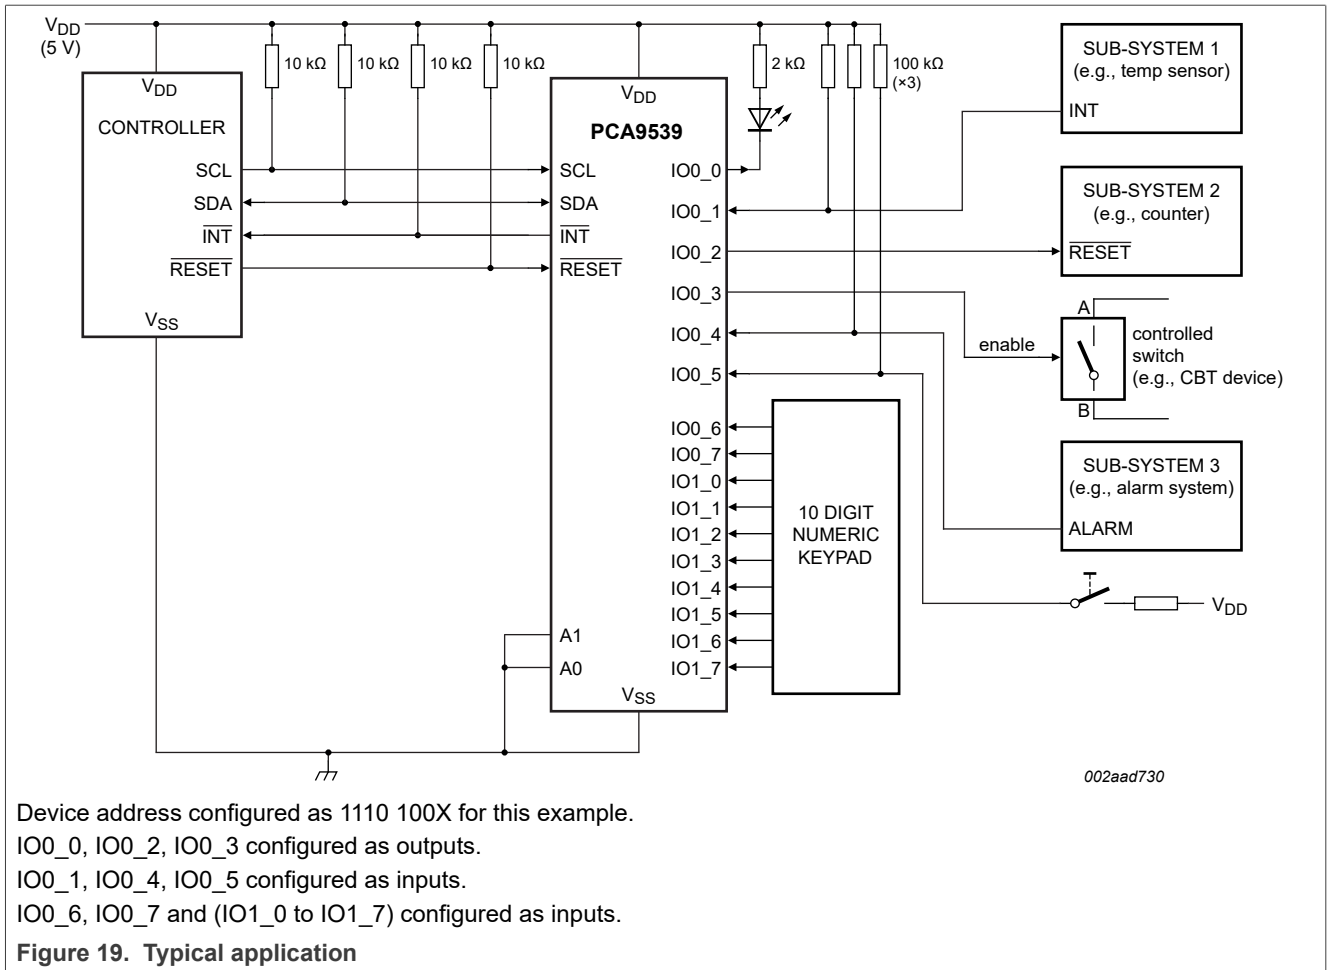 VDD
(5 V)
10 kΩ
10 kΩ
10 kΩ
10 kΩ
2 kΩ
100 kΩ
(×3)
VDD
CONTROLLER
SCL
SDA
INT
RESET
VSS
VDD
PCA9539
SCL
SDA
INT
RESET
A1
A0
VSS
IO0_0
IO0_1
IO0_2
IO0_3
IO0_4
IO0_5
IO0_6
IO0_7
IO1_0
IO1_1
IO1_2
IO1_3
IO1_4
IO1_5
IO1_6
IO1_7
10 DIGIT
NUMERIC
KEYPAD
SUB-SYSTEM 1
(e.g., temp sensor)
INT
SUB-SYSTEM 2
(e.g., counter)
RESET
enable
A
B
controlled
switch
(e.g., CBT device)
SUB-SYSTEM 3
(e.g., alarm system)
ALARM
VDD
002aad730
Device address configured as 1110 100X for this example.
IO0_0, IO0_2, IO0_3 configured as outputs.
IO0_1, IO0_4, IO0_5 configured as inputs.
IO0_6, IO0_7 and (IO1_0 to IO1_7) configured as inputs.
Figure 19. Typical application